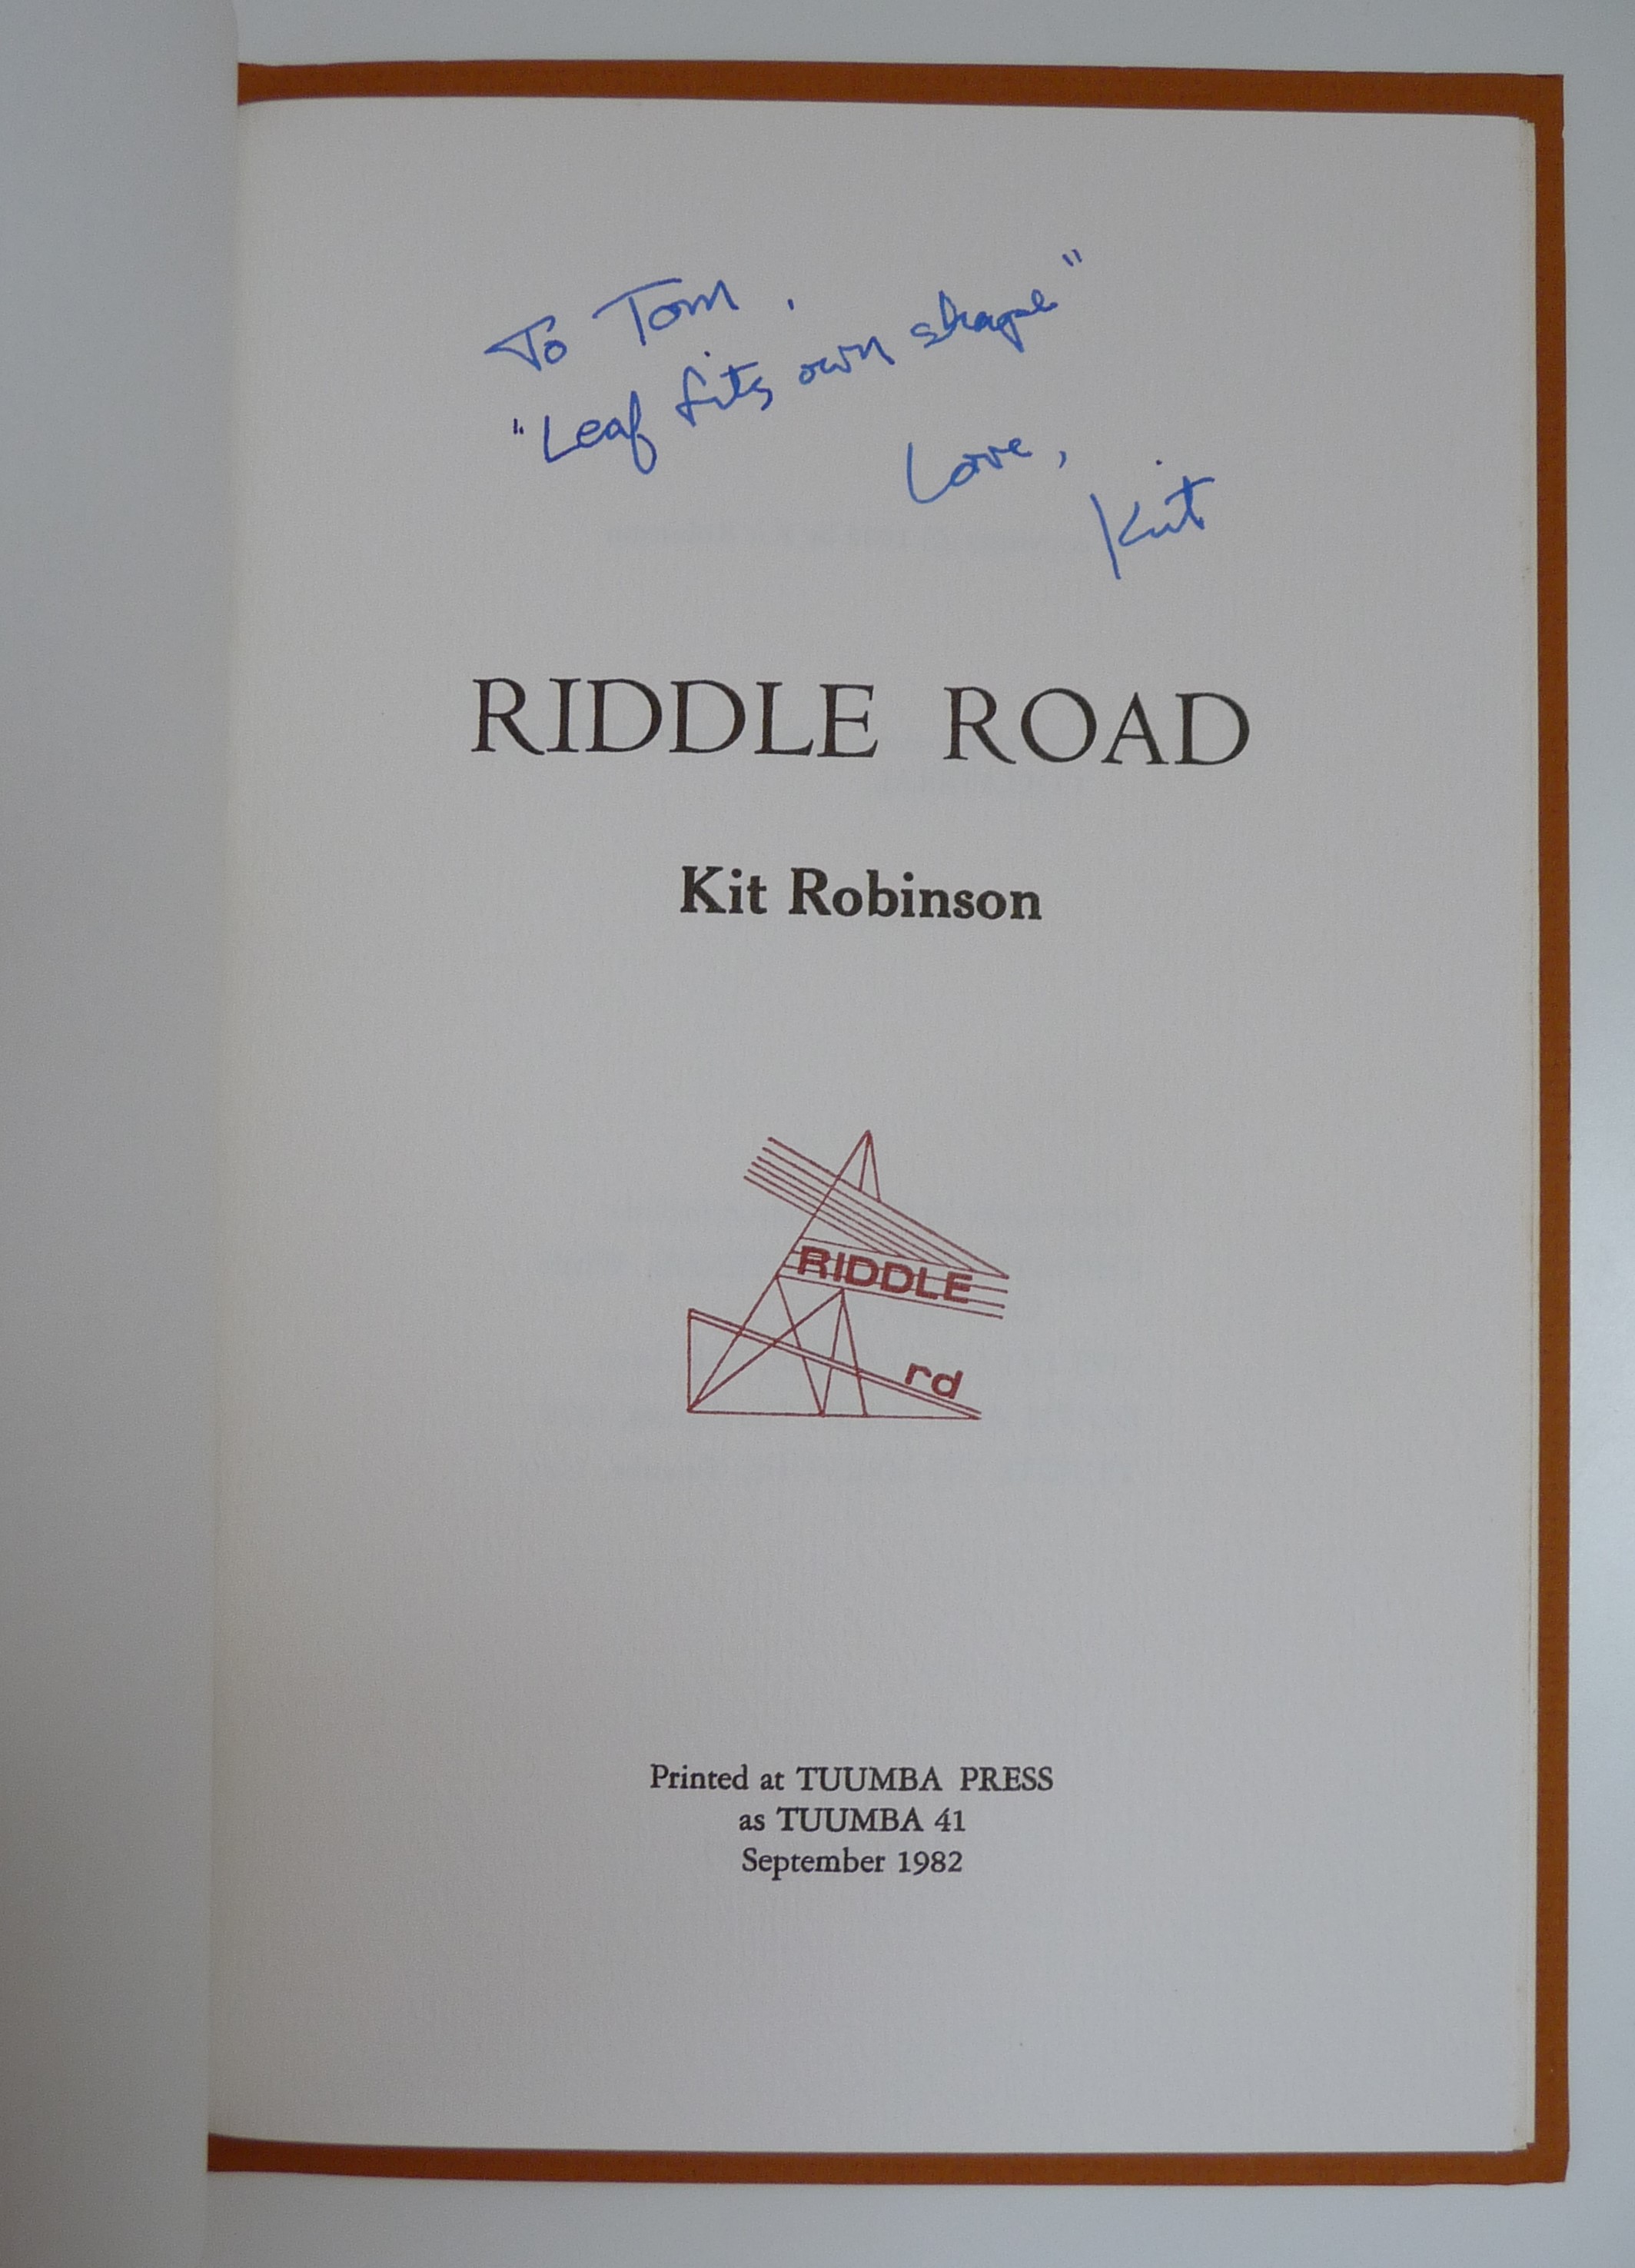 To Tom,
"Leaf fits own shape"
Love,
Kit
RIDDLE ROAD
Kit Robinson
RIDDLE
rd
Printed at TUUMBA PRESS
as TUUMBA 41
September 1982